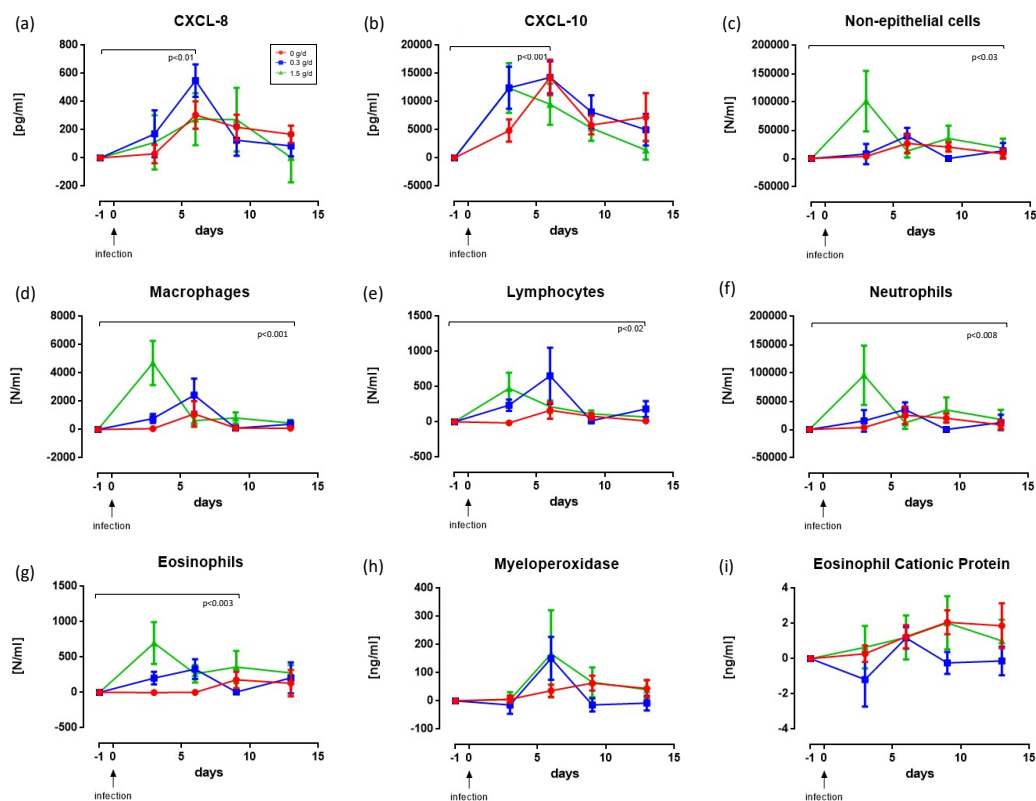 (a)
CXCL-8
800
600
400
200
0
-200
[pg/ml]
p<0.01
0 g/d
0.3 g/d
1.5 g/d
-1 0 5 10 15
days
infection
(b)
CXCL-10
20000
15000
10000
5000
0
-5000
[pg/ml]
p<0.001
-1 0 5 10 15
days
infection
(c)
Non-epithelial cells
200000
150000
100000
50000
0
-50000
[N/ml]
p<0.03
-1 0 5 10 15
days
infection
(d)
Macrophages
8000
6000
4000
2000
0
-2000
[N/ml]
p<0.001
-1 0 5 10 15
days
infection
(e)
Lymphocytes
1500
1000
500
0
500
[N/ml]
p<0.02
-1 0 5 10 15
days
infection
(f)
Neutrophils
200000
150000
100000
50000
0
-50000
[N/ml]
p<0.008
-1 0 5 10 15
days
infection
(g)
Eosinophils
1500
1000
500
0
-500
[N/ml]
p<0.003
-1 0 5 10 15
days
infection
(h)
Myeloperoxidase
400
300
200
100
0
-100
[ng/ml]
-1 0 5 10 15
days
infection
(i)
Eosinophil Cationic Protein
4
2
0
-2
-4
[ng/ml]
-1 0 5 10 15
days
infection